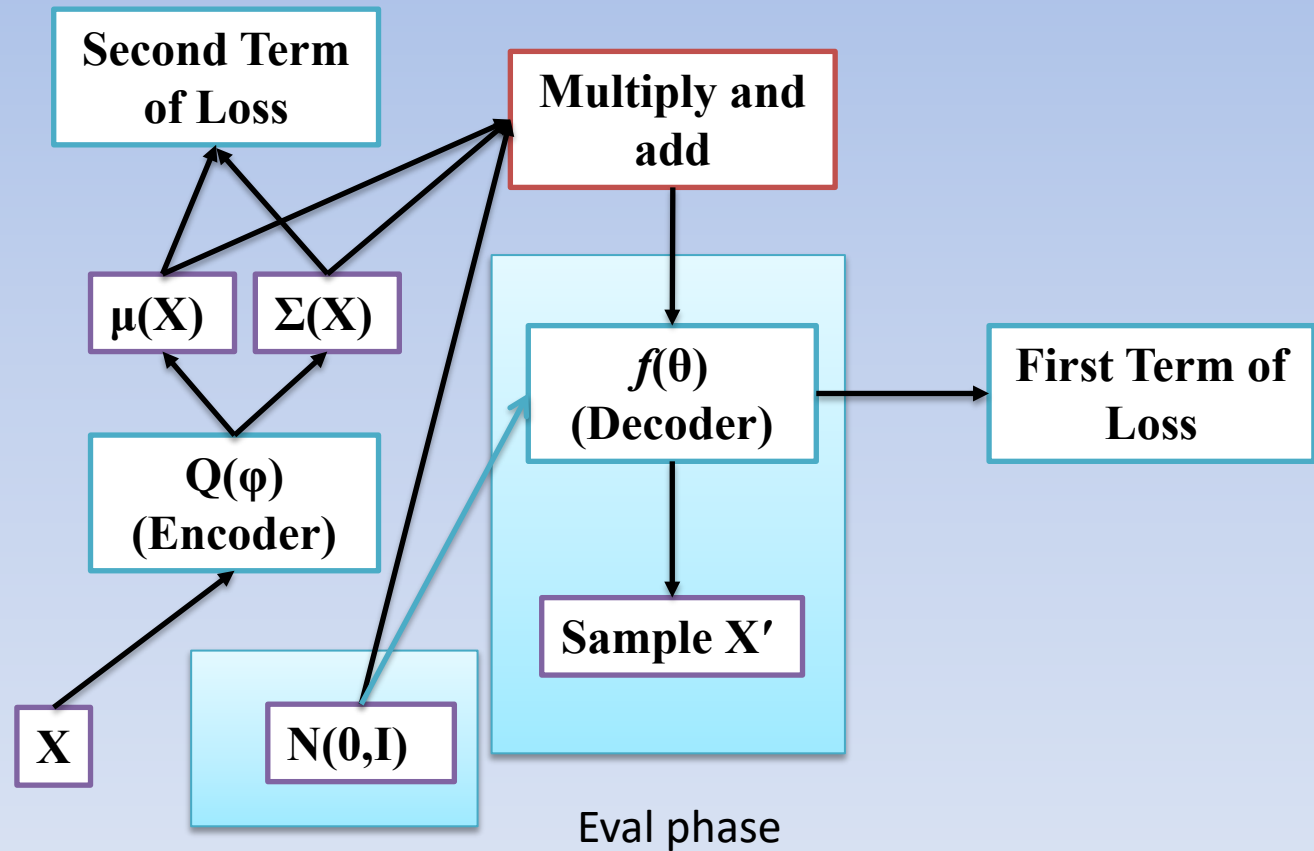 Second Term
of Loss
Multiply and
add
μ(X)
Σ(X)
f(θ)
(Decoder)
First Term of
Loss
Q(φ)
(Encoder)
Sample X′
X
N(0,I)
Eval phase